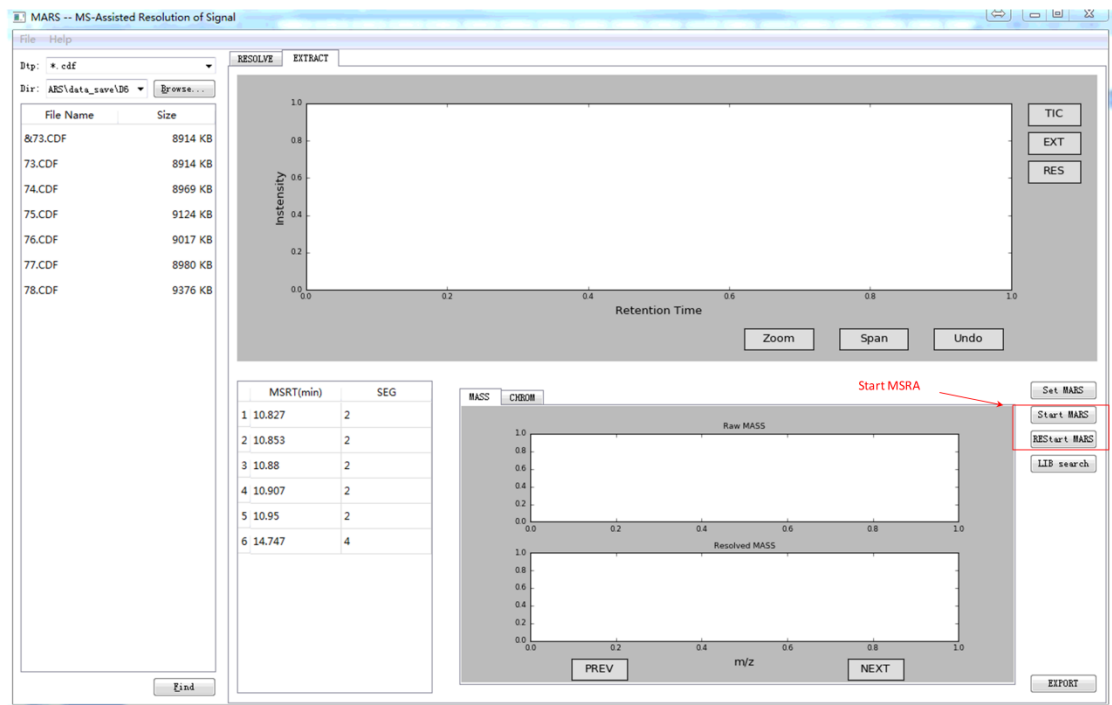 MARS -- MS-Assisted Resolution of Signal
File Help
Dtp: *.cdf
Dir: ARS\data_save\D6 Browse...
File Name Size
&73.CDF 8914 KB
73.CDF 8914 KB
74.CDF 8969 KB
75.CDF 9124 KB
76.CDF 9017 KB
77.CDF 8980 KB
78.CDF 9376 KB
Find
RESOLVE EXTRACT
1.0
0.8
0.6
0.4
0.2
0.0
Instensity
0.0 0.2 0.4 0.6 0.8 1.0
Retention Time
TIC
EXT
RES
Zoom Span Undo
MSRT(min) SEG
1 10.827 2
2 10.853 2
3 10.88 2
4 10.907 2
5 10.95 2
6 14.747 4
MASS CHROM
Raw MASS
1.0
0.8
0.6
0.4
0.2
0.0
0.0 0.2 0.4 0.6 0.8 1.0
Resolved MASS
1.0
0.8
0.6
0.4
0.2
0.0
0.0 0.2 0.4 0.6 0.8 1.0
m/z
PREV NEXT
Start MSRA
Set MARS
Start MARS
REStart MARS
LIB search
EXPORT